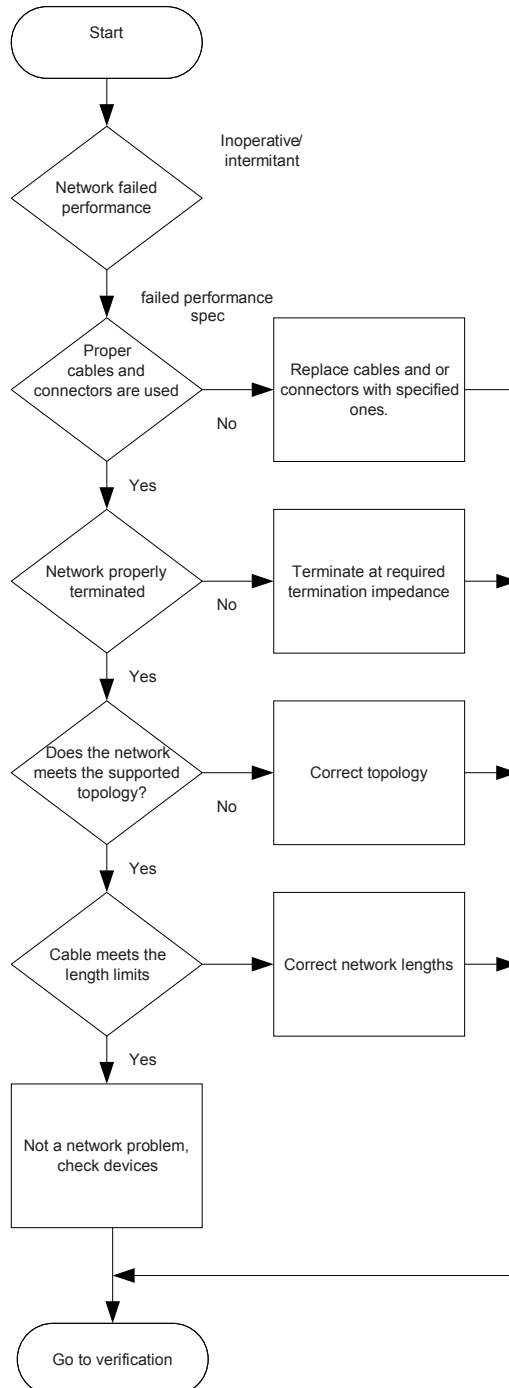 Start
Inoperative/
intermitant
Network failed
performance
failed performance
spec
Proper
cables and
connectors are used
No
Replace cables and or
connectors with specified
ones.
Yes
Network properly
terminated
No
Terminate at required
termination impedance
Yes
Does the network
meets the supported
topology?
No
Correct topology
Yes
Cable meets the
length limits
Correct network lengths
Yes
Not a network problem,
check devices
Go to verification